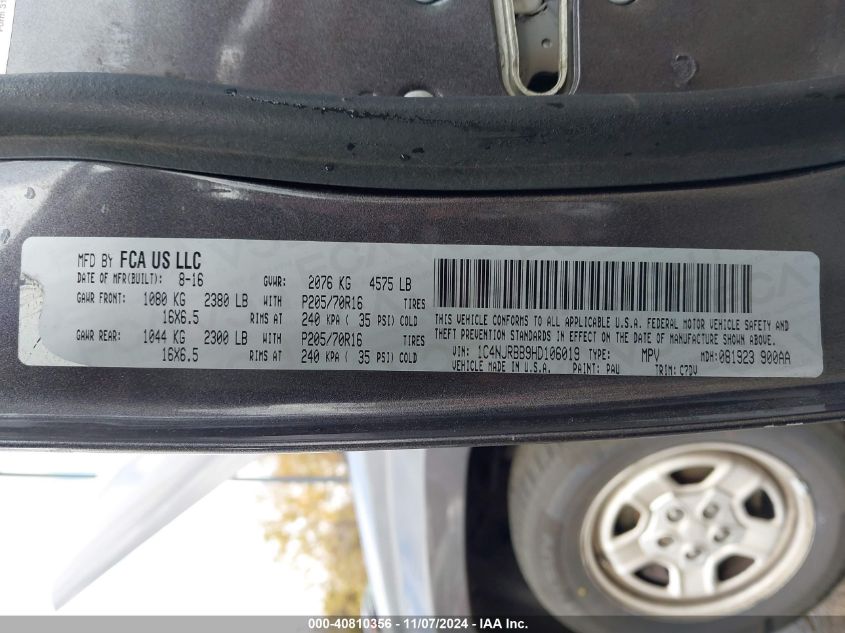 Form 31
MFD BY FCA US LLC
DATE OF MFR(BUILT): 8-16 GVWR: 2076 KG 4575 LB
GAWR FRONT: 1080 KG 2380 LB WITH P205/70R16 TIRES
16X6.5 RIMS AT 240 KPA ( 35 PSI) COLD
GAWR REAR: 1044 KG 2300 LB WITH P205/70R16 TIRES
16X6.5 RIMS AT 240 KPA ( 35 PSI) COLD
THIS VEHICLE CONFORMS TO ALL APPLICABLE U.S.A. FEDERAL MOTOR VEHICLE SAFETY AND
THEFT PREVENTION STANDARDS IN EFFECT ON THE DATE OF MANUFACTURE SHOWN ABOVE.
VIN: 1C4NJRBB9HD106019 TYPE: MPV MDH: 081923 900AA
VEHICLE MADE IN U.S.A. PAINT: PAU TRIM: C7DV
000-40810356 - 11/07/2024 - IAA Inc.